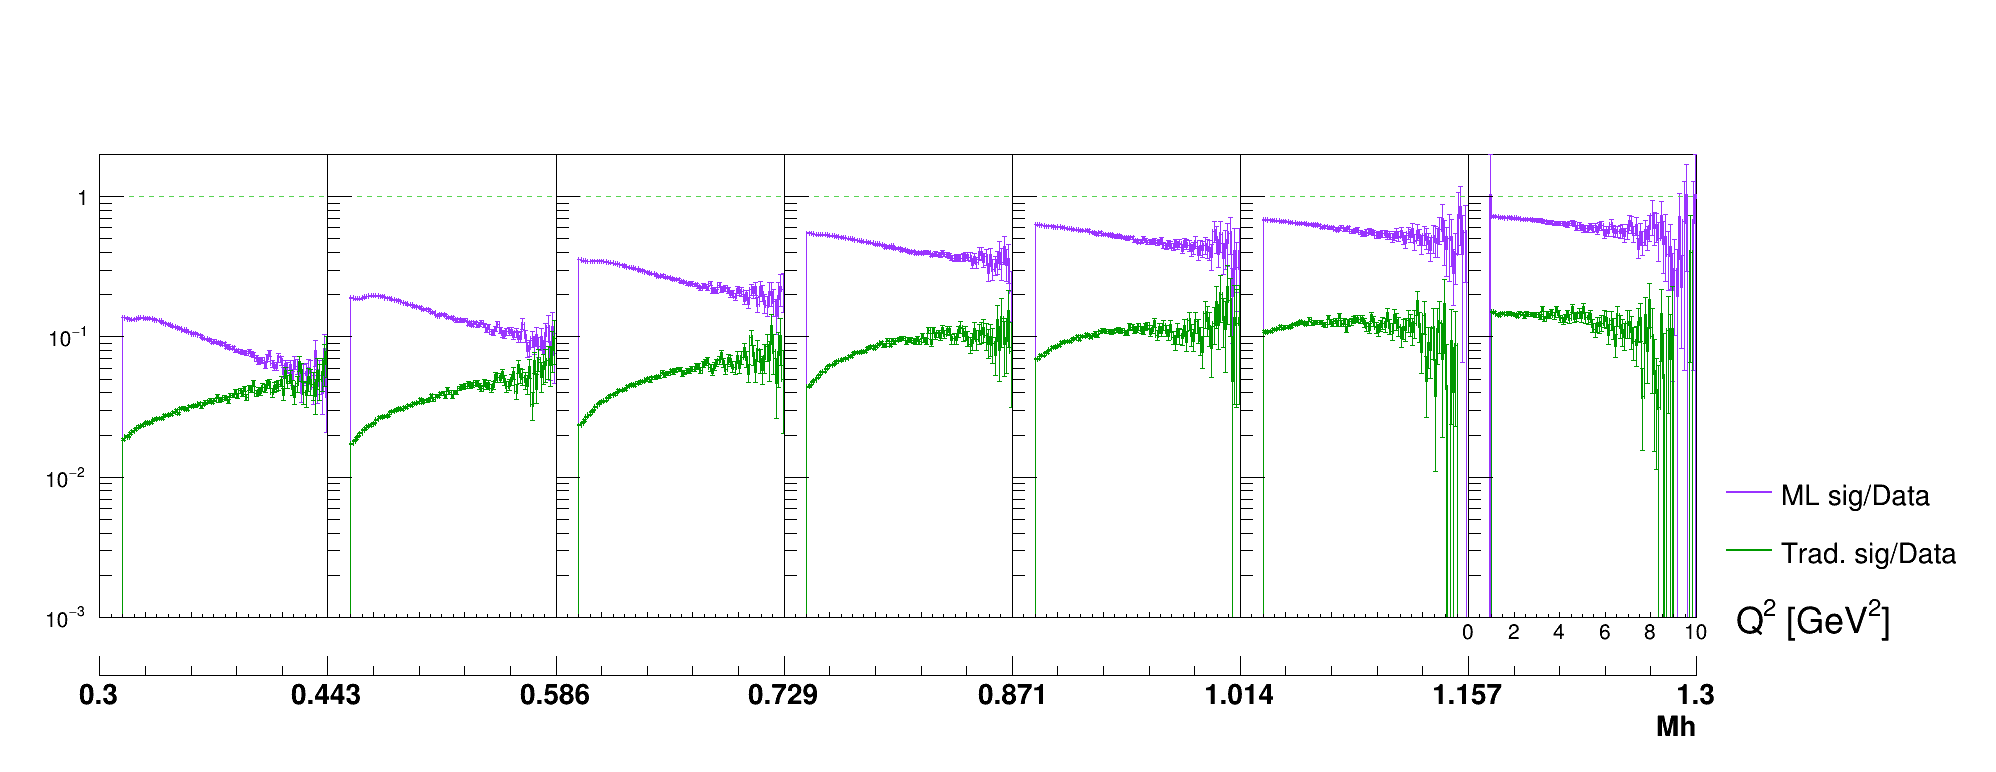 1
10⁻¹
10⁻²
10⁻³
ML sig/Data
Trad. sig/Data
Q² [GeV²]
0 2 4 6 8 10
0.3 0.443 0.586 0.729 0.871 1.014 1.157 1.3
Mh